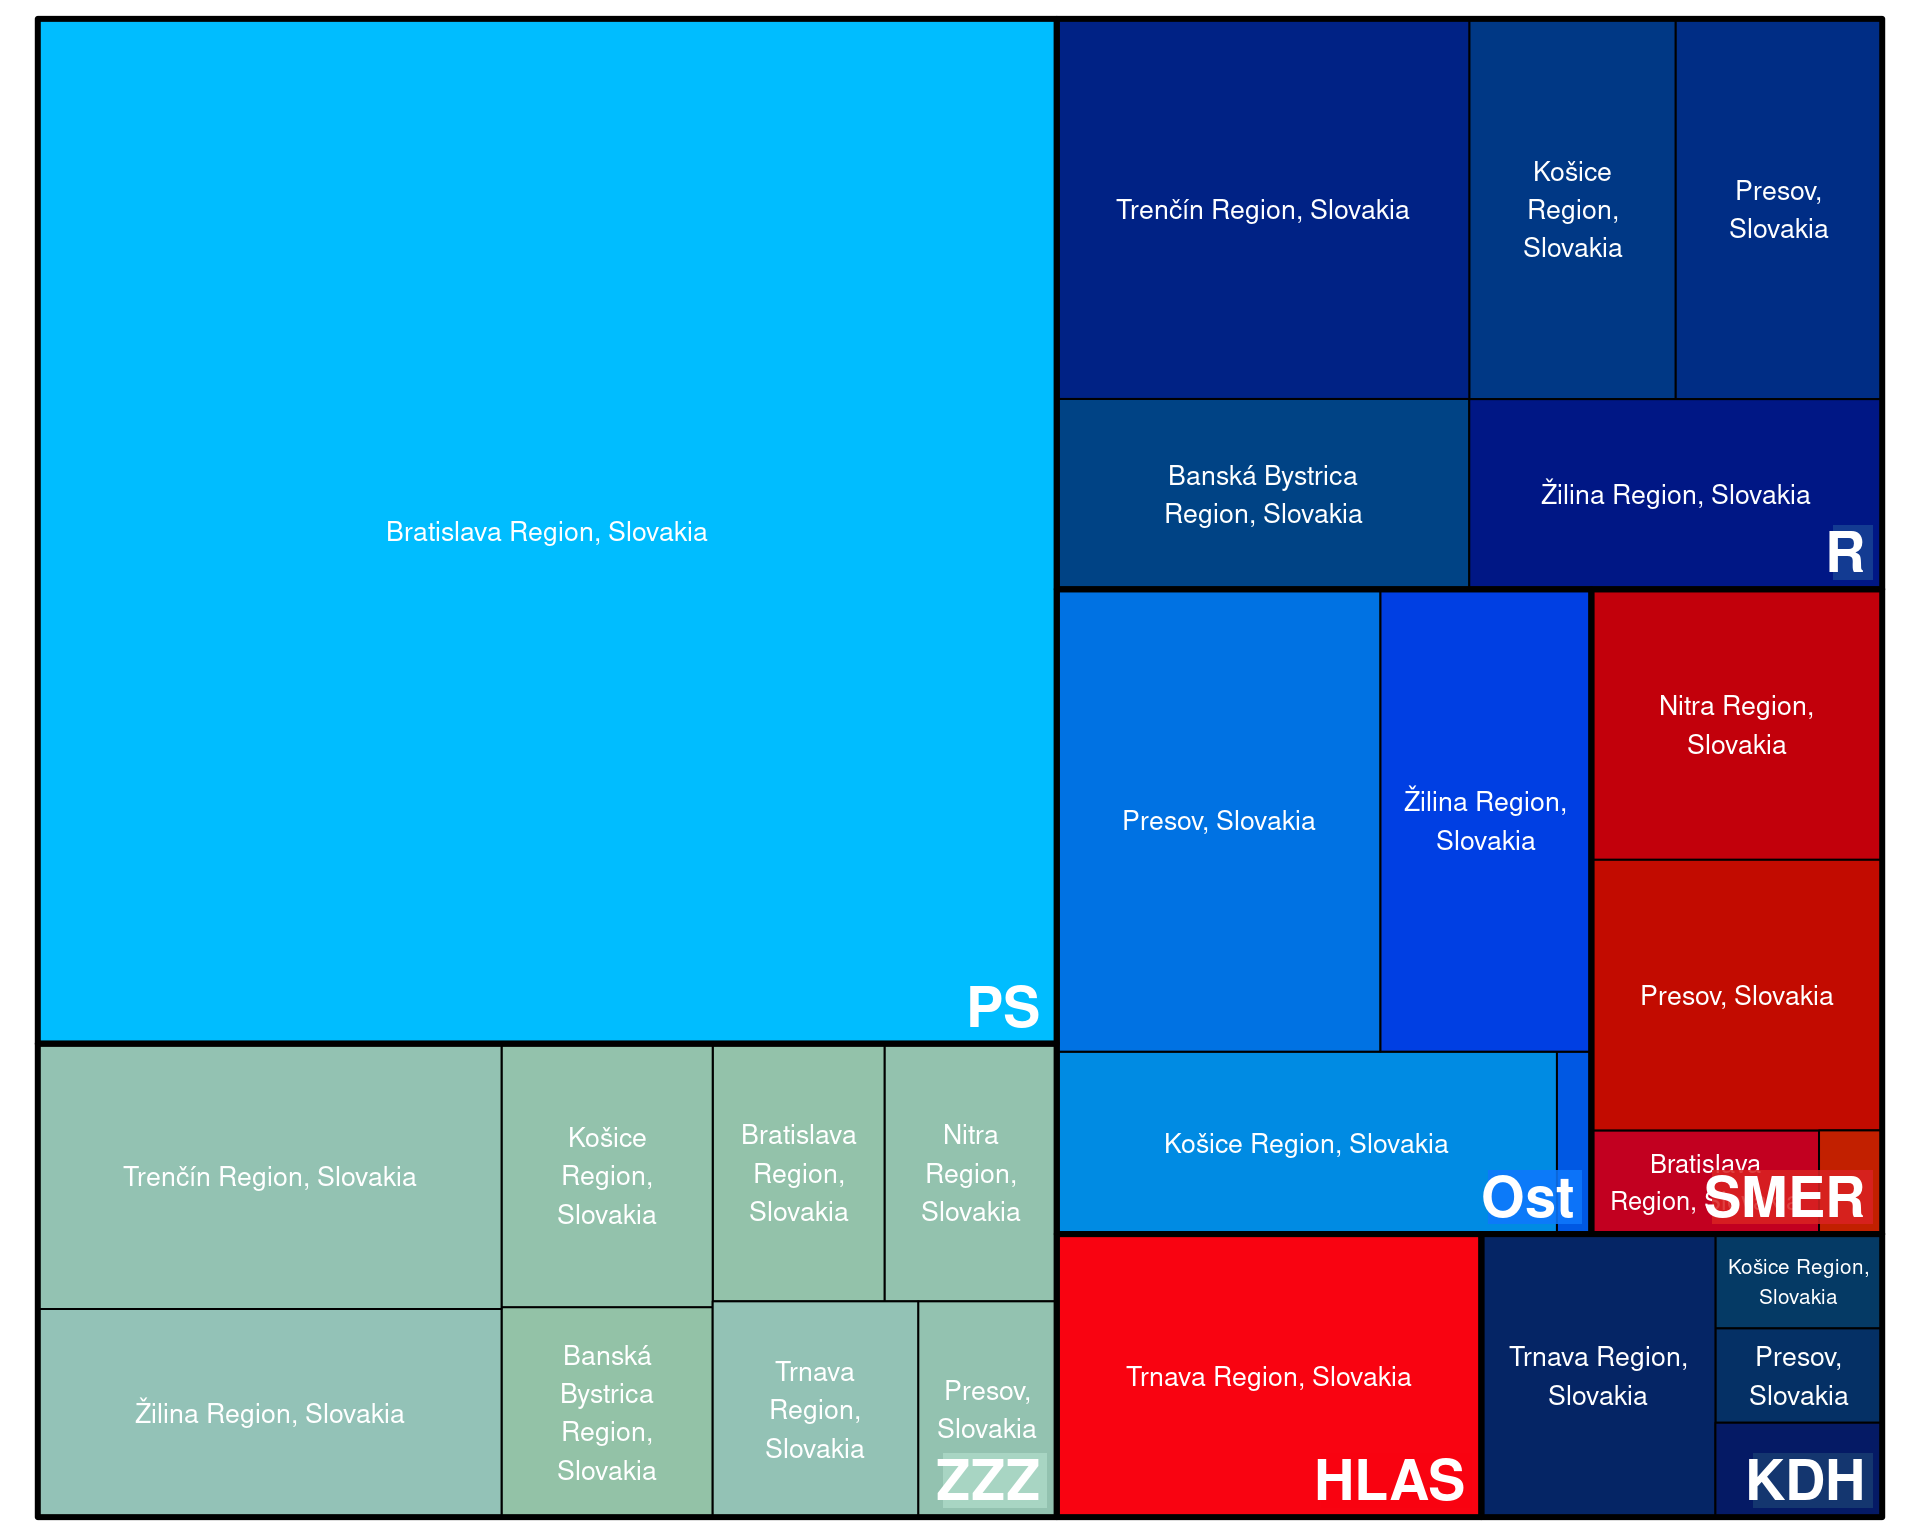 Bratislava Region, Slovakia
PS
Trenčín Region, Slovakia
Košice
Region,
Slovakia
Presov,
Slovakia
Banská Bystrica
Region, Slovakia
Žilina Region, Slovakia
R
Presov, Slovakia
Žilina Region,
Slovakia
Košice Region, Slovakia
Ost
Nitra Region,
Slovakia
Presov, Slovakia
Bratislava
Region,
SMER
Trenčín Region, Slovakia
Košice
Region,
Slovakia
Bratislava
Region,
Slovakia
Nitra
Region,
Slovakia
Žilina Region, Slovakia
Banská
Bystrica
Region,
Slovakia
Trnava
Region,
Slovakia
Presov,
Slovakia
ZZZ
Trnava Region, Slovakia
HLAS
Trnava Region,
Slovakia
Košice Region,
Slovakia
Presov,
Slovakia
KDH